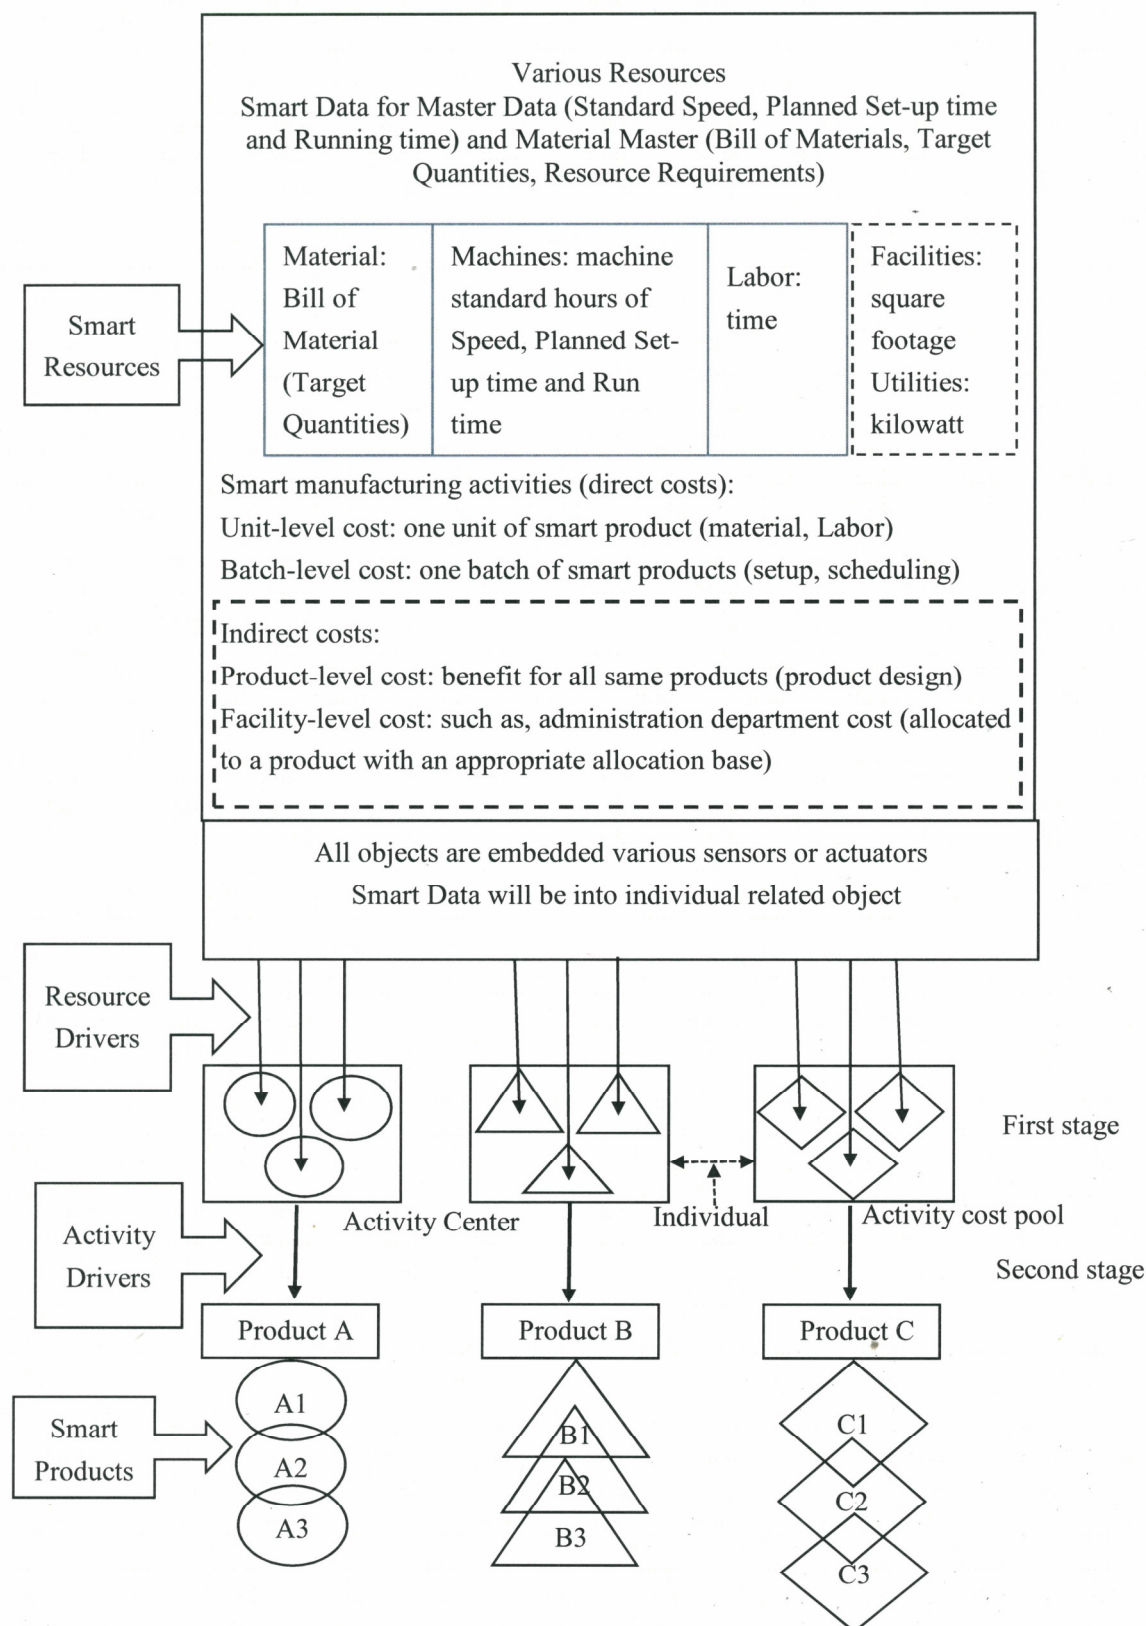 Various Resources
Smart Data for Master Data (Standard Speed, Planned Set-up time
and Running time) and Material Master (Bill of Materials, Target
Quantities, Resource Requirements)
Smart
Resources
Material:
Bill of
Material
(Target
Quantities)
Machines: machine
standard hours of
Speed, Planned Set-
up time and Run
time
Labor:
time
Facilities:
square
footage
Utilities:
kilowatt
Smart manufacturing activities (direct costs):
Unit-level cost: one unit of smart product (material, Labor)
Batch-level cost: one batch of smart products (setup, scheduling)
Indirect costs:
Product-level cost: benefit for all same products (product design)
Facility-level cost: such as, administration department cost (allocated
to a product with an appropriate allocation base)
All objects are embedded various sensors or actuators
Smart Data will be into individual related object
Resource
Drivers
First stage
Activity Center
Individual
Activity cost pool
Activity
Drivers
Second stage
Product A
Product B
Product C
Smart
Products
A1
A2
A3
B1
B2
B3
C1
C2
C3